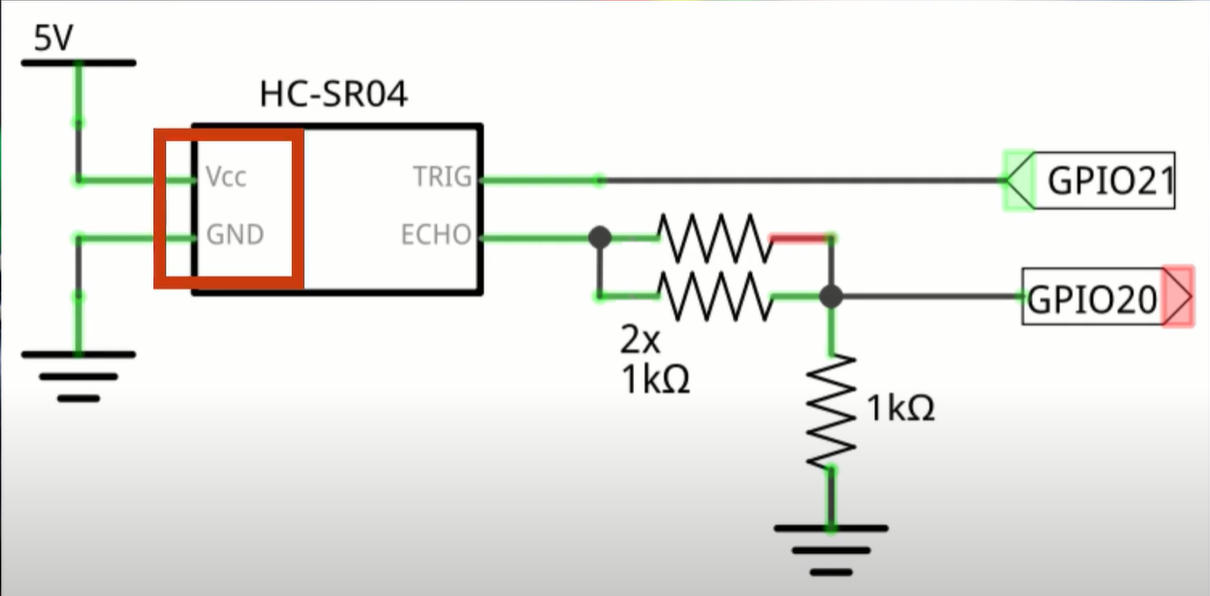 5V
HC-SR04
Vcc
TRIG
GPIO21
GND
ECHO
GPIO20
2x
1kΩ
1kΩ